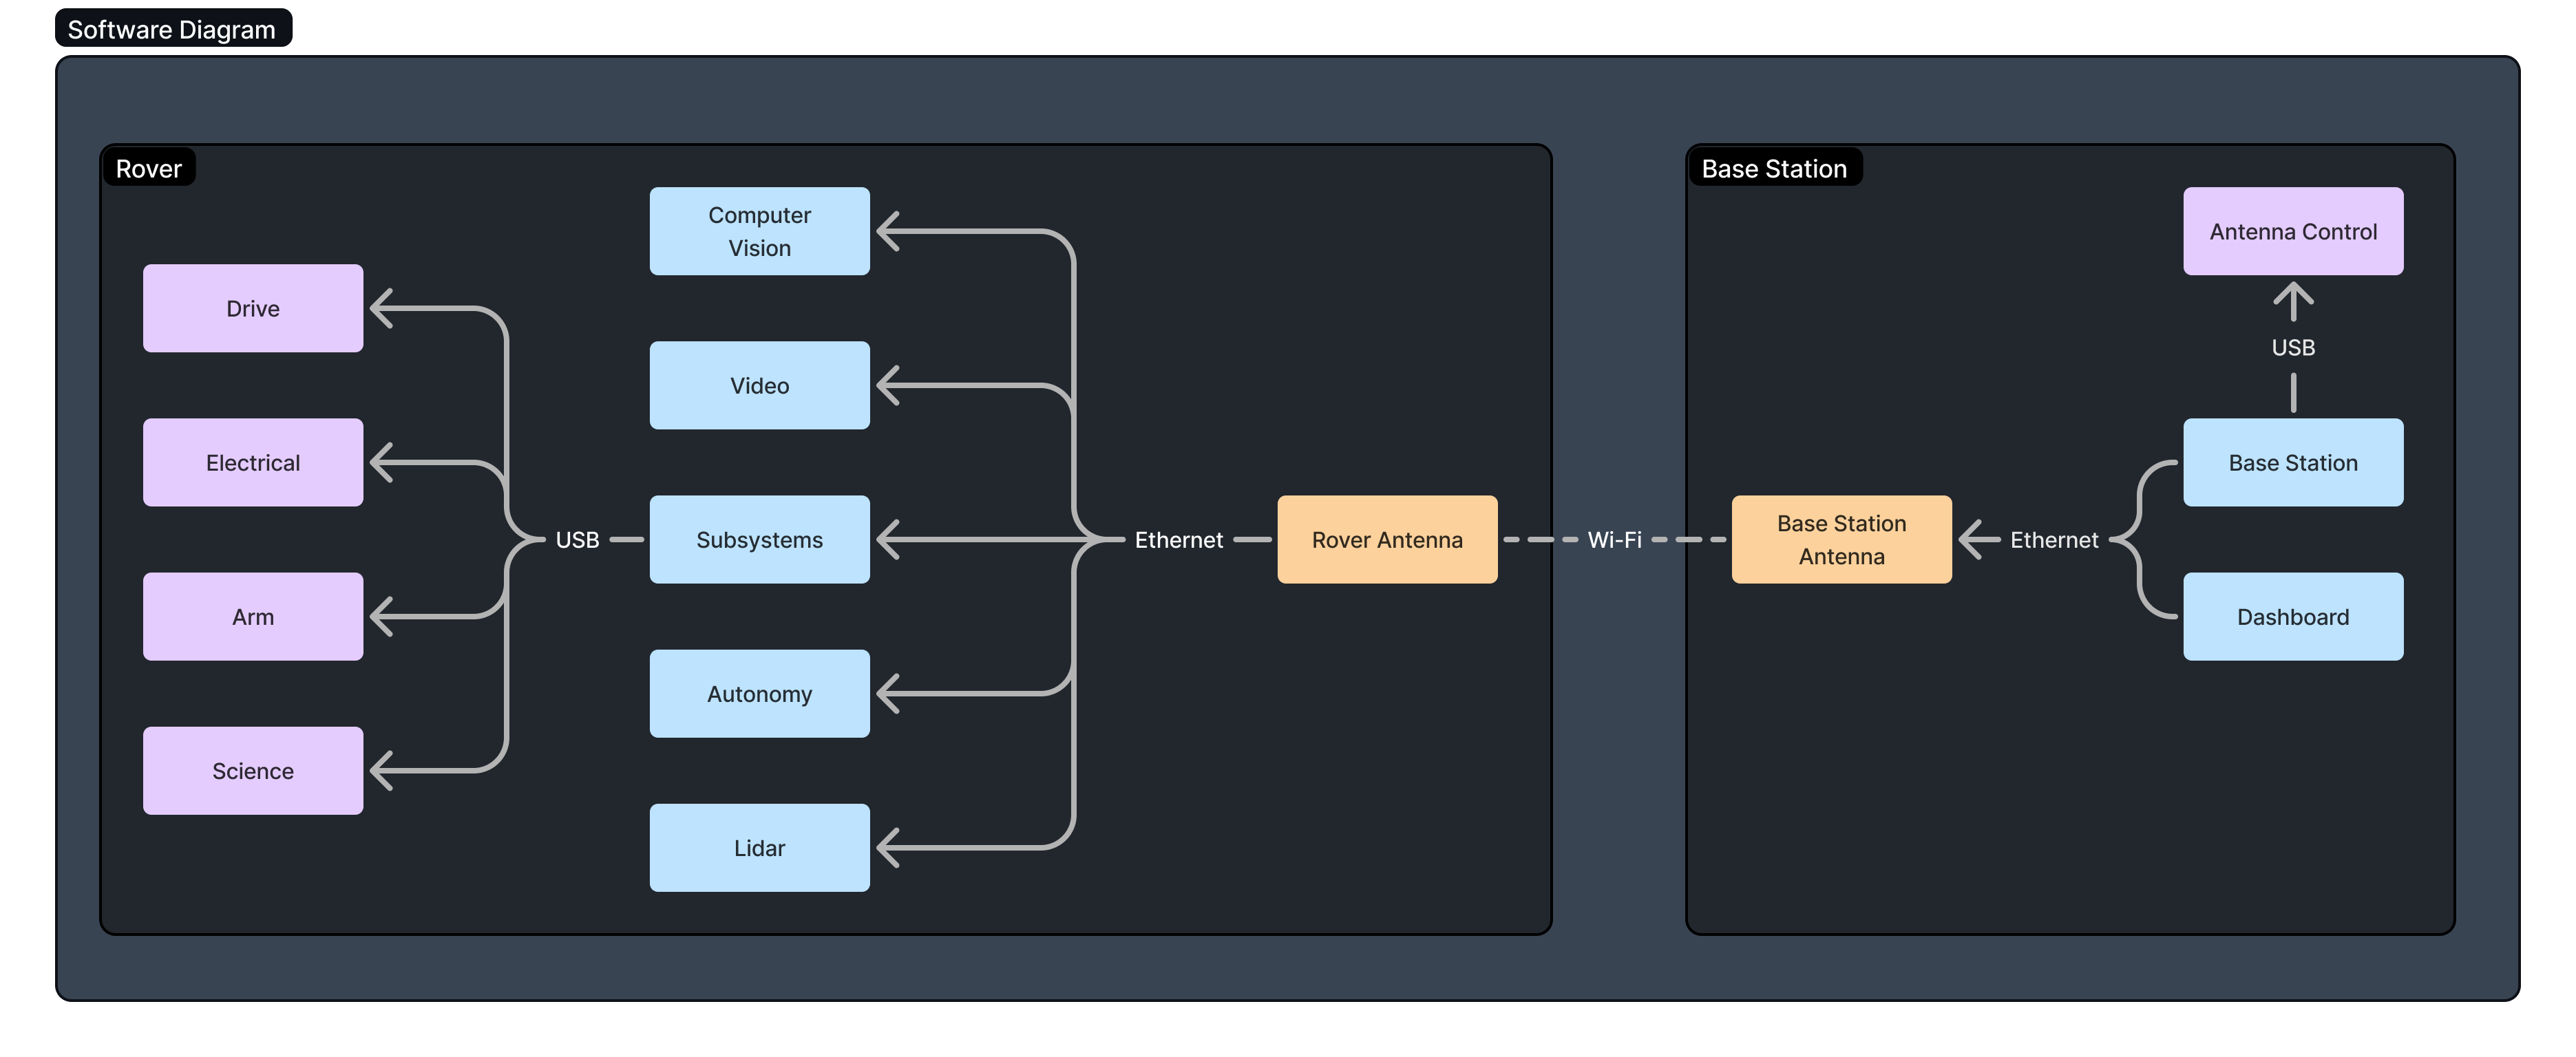 Software Diagram
Rover
Computer
Vision
Drive
Video
Electrical
USB
Subsystems
Ethernet
Rover Antenna
Arm
Autonomy
Science
Lidar
Wi-Fi
Base Station
Antenna Control
USB
Base Station
Base Station
Antenna
Ethernet
Dashboard